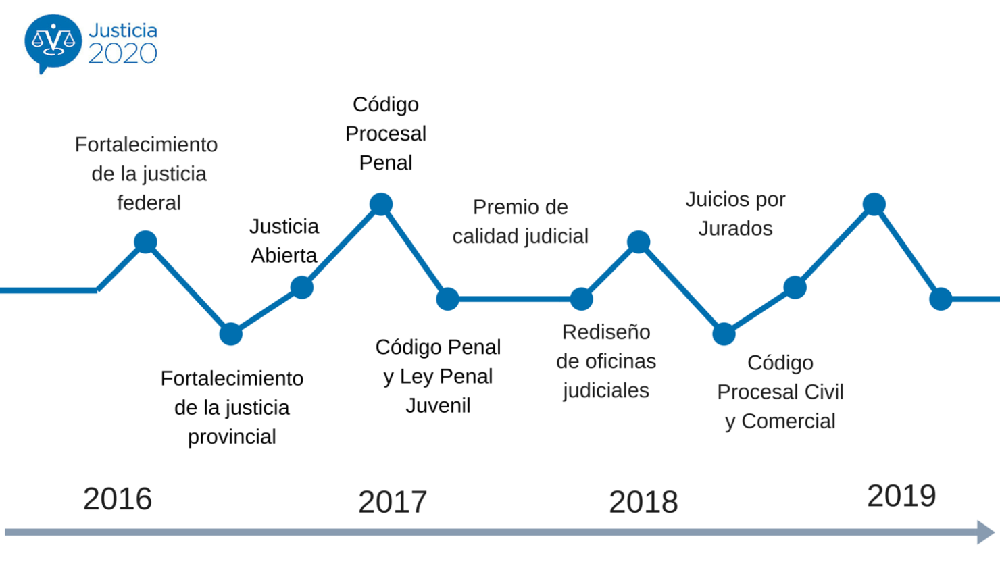 Justicia
2020
Fortalecimiento
de la justicia
federal
Fortalecimiento
de la justicia
provincial
Justicia
Abierta
Código
Procesal
Penal
Código Penal
y Ley Penal
Juvenil
Premio de
calidad judicial
Rediseño
de oficinas
judiciales
Juicios por
Jurados
Código
Procesal Civil
y Comercial
2016
2017
2018
2019